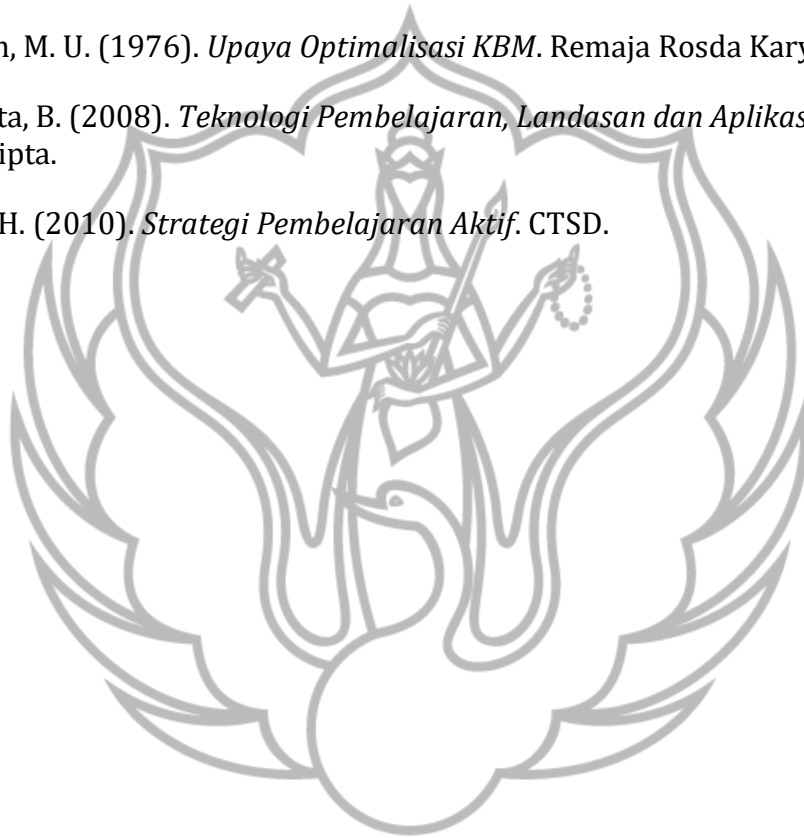 n, M. U. (1976). Upaya Optimalisasi KBM. Remaja Rosda Kary
ta, B. (2008). Teknologi Pembelajaran, Landasan dan Aplikas
ipta.
H. (2010). Strategi Pembelajaran Aktif. CTSD.